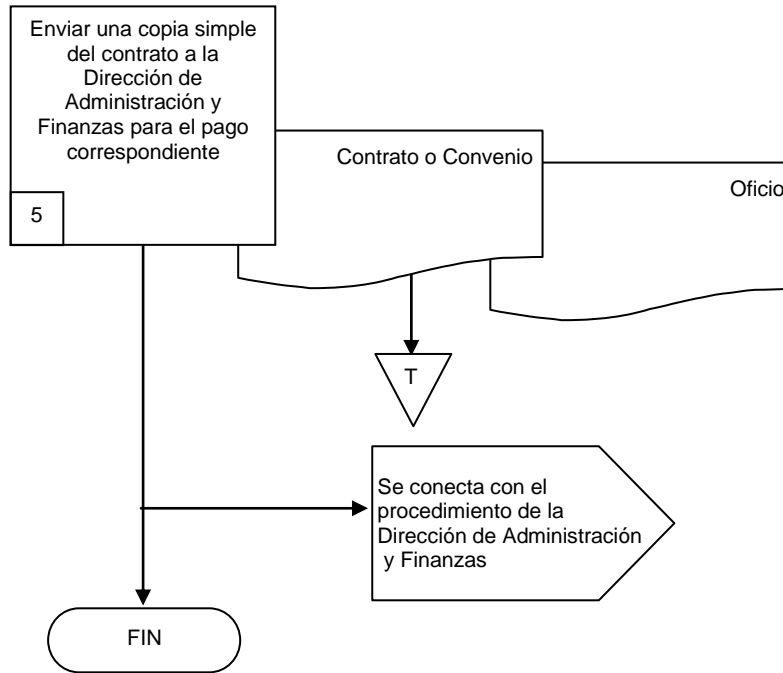 Enviar una copia simple
del contrato a la
Dirección de
Administración y
Finanzas para el pago
correspondiente
5
Contrato o Convenio
Oficio
T
Se conecta con el
procedimiento de la
Dirección de Administración
y Finanzas
FIN